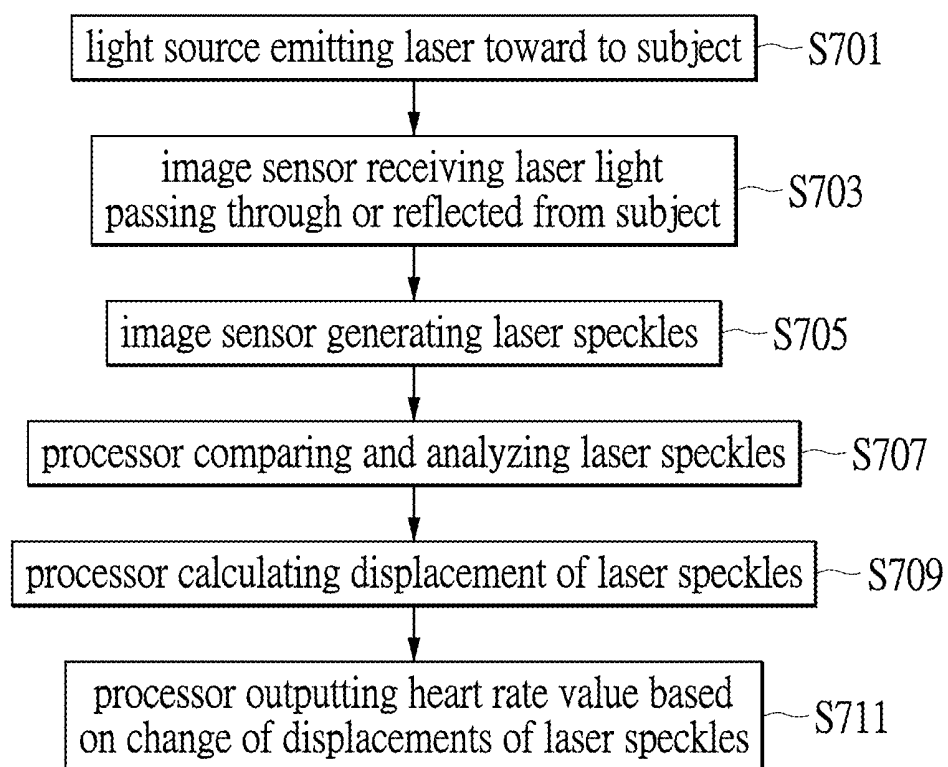 light source emitting laser toward to subject S701
image sensor receiving laser light
passing through or reflected from subject S703
image sensor generating laser speckles S705
processor comparing and analyzing laser speckles S707
processor calculating displacement of laser speckles S709
processor outputting heart rate value based
on change of displacements of laser speckles S711